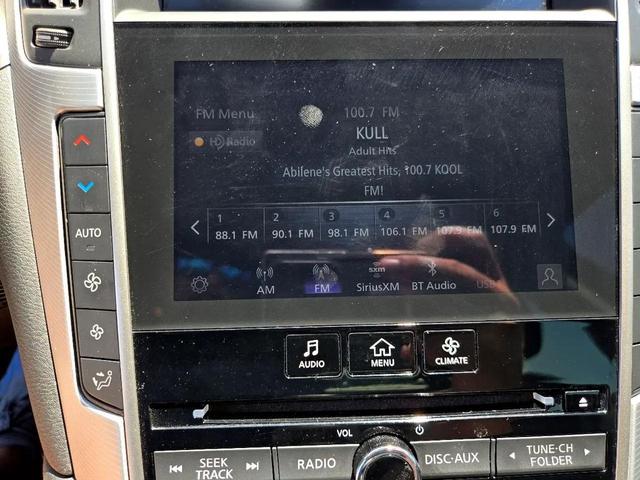 FM Menu
100.7 FM
HD Radio
KULL
Adult Hits
Abilene's Greatest Hits, 100.7 KOOL
FM!
1 2 3 4 5 6
88.1 FM 90.1 FM 98.1 FM 106.1 FM 107.9 FM 107.9 FM
sxm
AM FM SiriusXM BT Audio USB
AUTO
AUDIO MENU CLIMATE
VOL
SEEK
TRACK
RADIO
DISC·AUX
TUNE·CH
FOLDER